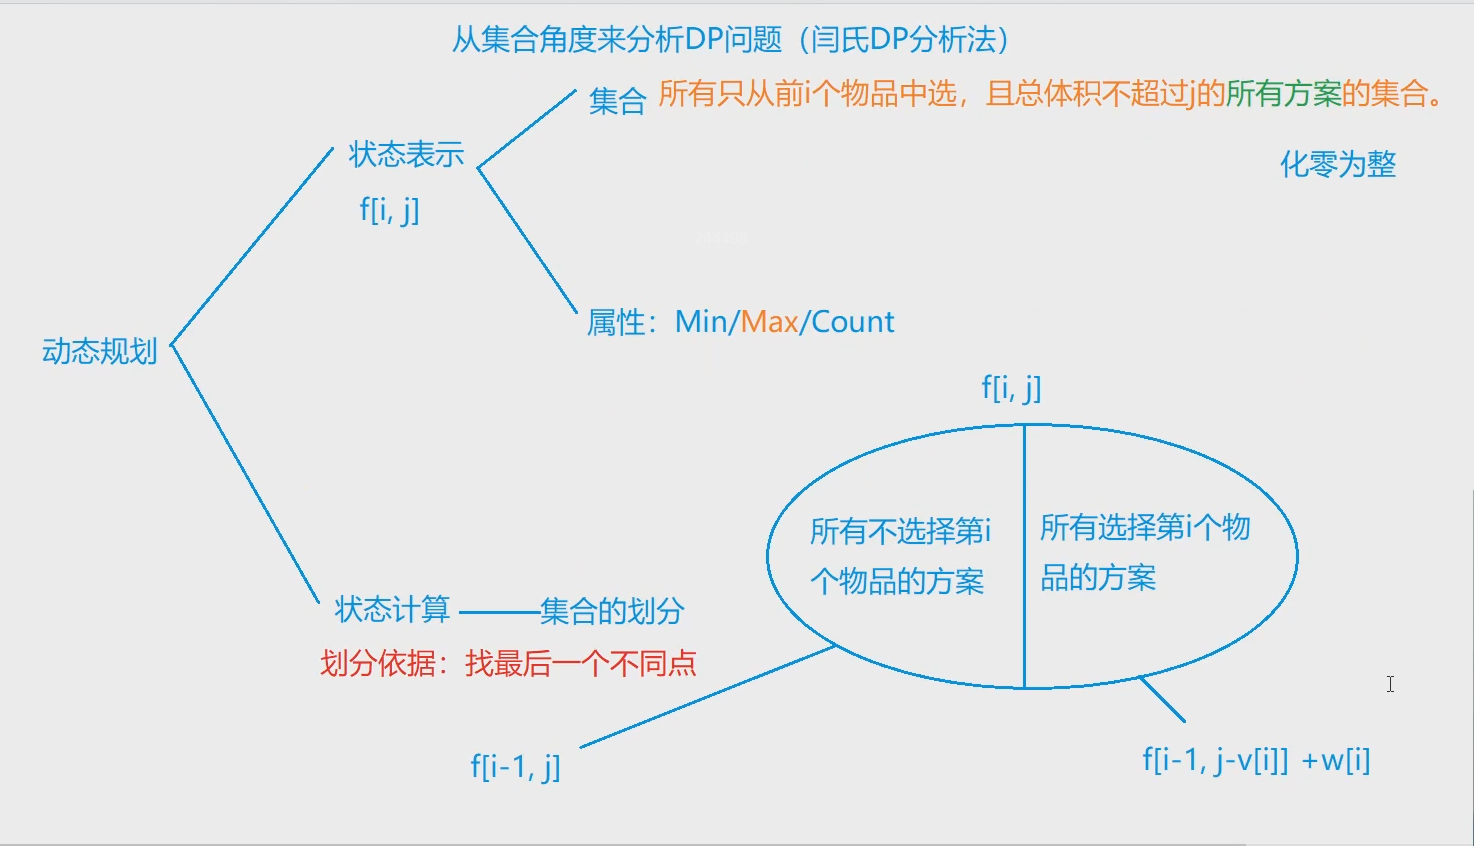 从集合角度来分析DP问题（闫氏DP分析法）
集合 所有只从前i个物品中选，且总体积不超过j的所有方案的集合。
状态表示
化零为整
f[i, j]
属性：Min/Max/Count
动态规划
f[i, j]
所有不选择第i
个物品的方案
所有选择第i个物
品的方案
状态计算
集合的划分
划分依据：找最后一个不同点
f[i-1, j]
f[i-1, j-v[i]] +w[i]